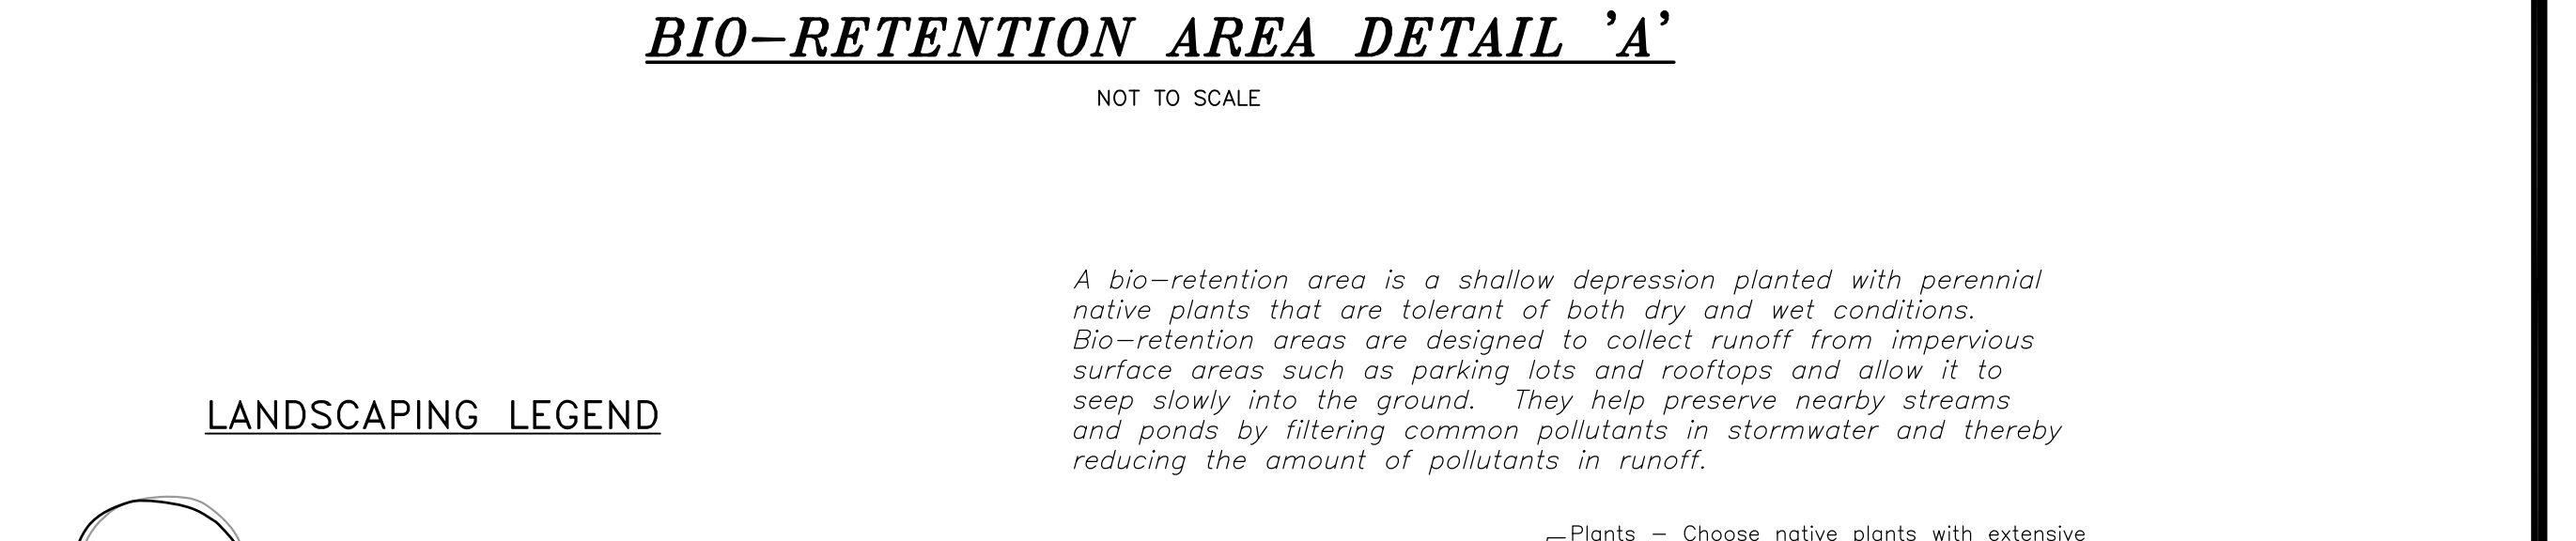 BIO-RETENTION AREA DETAIL 'A'
NOT TO SCALE
A bio-retention area is a shallow depression planted with perennial
native plants that are tolerant of both dry and wet conditions.
Bio-retention areas are designed to collect runoff from impervious
surface areas such as parking lots and rooftops and allow it to
seep slowly into the ground.  They help preserve nearby streams
and ponds by filtering common pollutants in stormwater and thereby
reducing the amount of pollutants in runoff.
LANDSCAPING LEGEND
Plants - Choose native plants with extensive